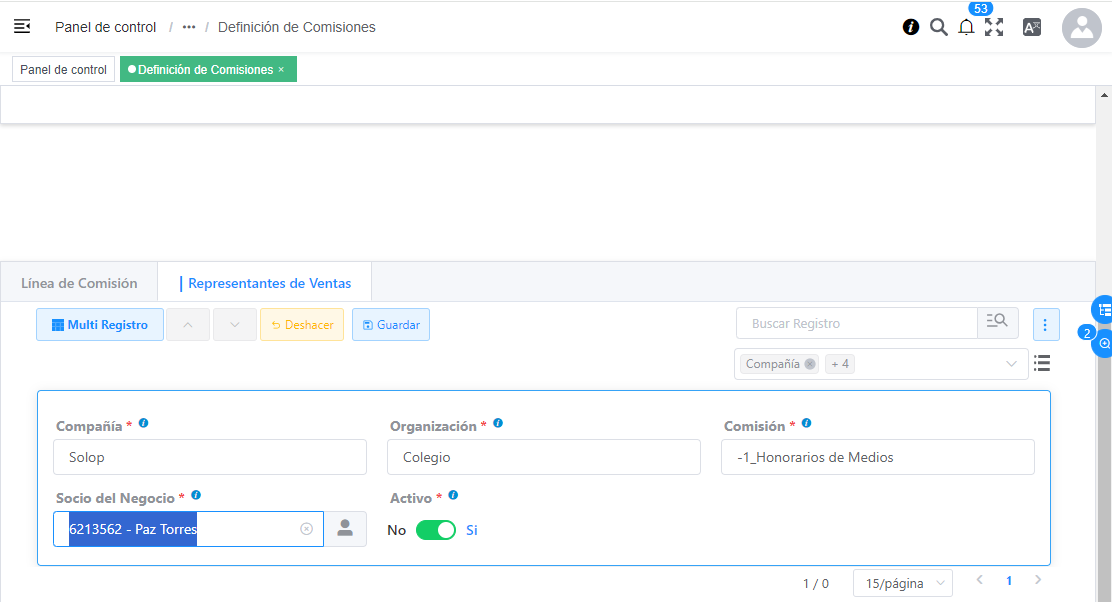 Panel de control / ••• / Definición de Comisiones
53
Panel de control
Definición de Comisiones ×
Línea de Comisión
Representantes de Ventas
Multi Registro
Deshacer
Guardar
Buscar Registro
2
Compañía
+ 4
Compañía *
Organización *
Comisión *
Solop
Colegio
-1_Honorarios de Medios
Socio del Negocio *
Activo *
6213562 - Paz Torres
No
Si
1 / 0
15/página
1